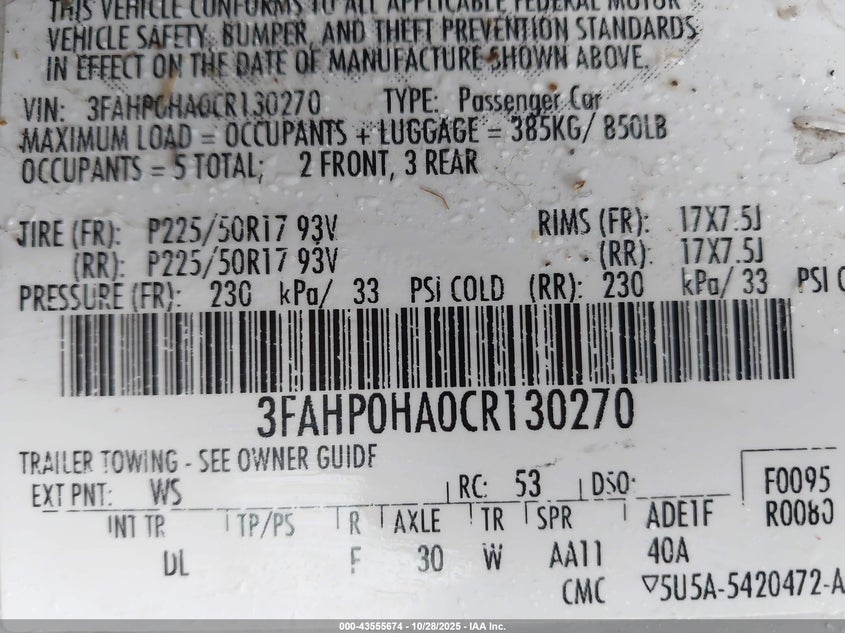 THIS VEHICLE CONFORMS TO ALL APPLICABLE FEDERAL MOTOR
VEHICLE SAFETY, BUMPER, AND THEFT PREVENTION STANDARDS
IN EFFECT ON THE DATE OF MANUFACTURE SHOWN ABOVE.
VIN: 3FAHP0HA0CR130270 TYPE: Passenger Car
MAXIMUM LOAD = OCCUPANTS + LUGGAGE = 385KG/ 850LB
OCCUPANTS = 5 TOTAL; 2 FRONT, 3 REAR
TIRE (FR): P225/50R17 93V RIMS (FR): 17X7.5J
(RR): P225/50R17 93V (RR): 17X7.5J
PRESSURE (FR): 230 kPa/ 33 PSI COLD (RR): 230 kPa/ 33 PSI C
3FAHP0HA0CR130270
TRAILER TOWING - SEE OWNER GUIDE
EXT PNT: WS RC: 53 DSO: F0095
INT TR TP/PS R AXLE TR SPR ADE1F R0080
DL F 30 W AA11 40A
CMC ▽5U5A-5420472-A
000-43555674 | 10/28/2025 - IAA Inc.